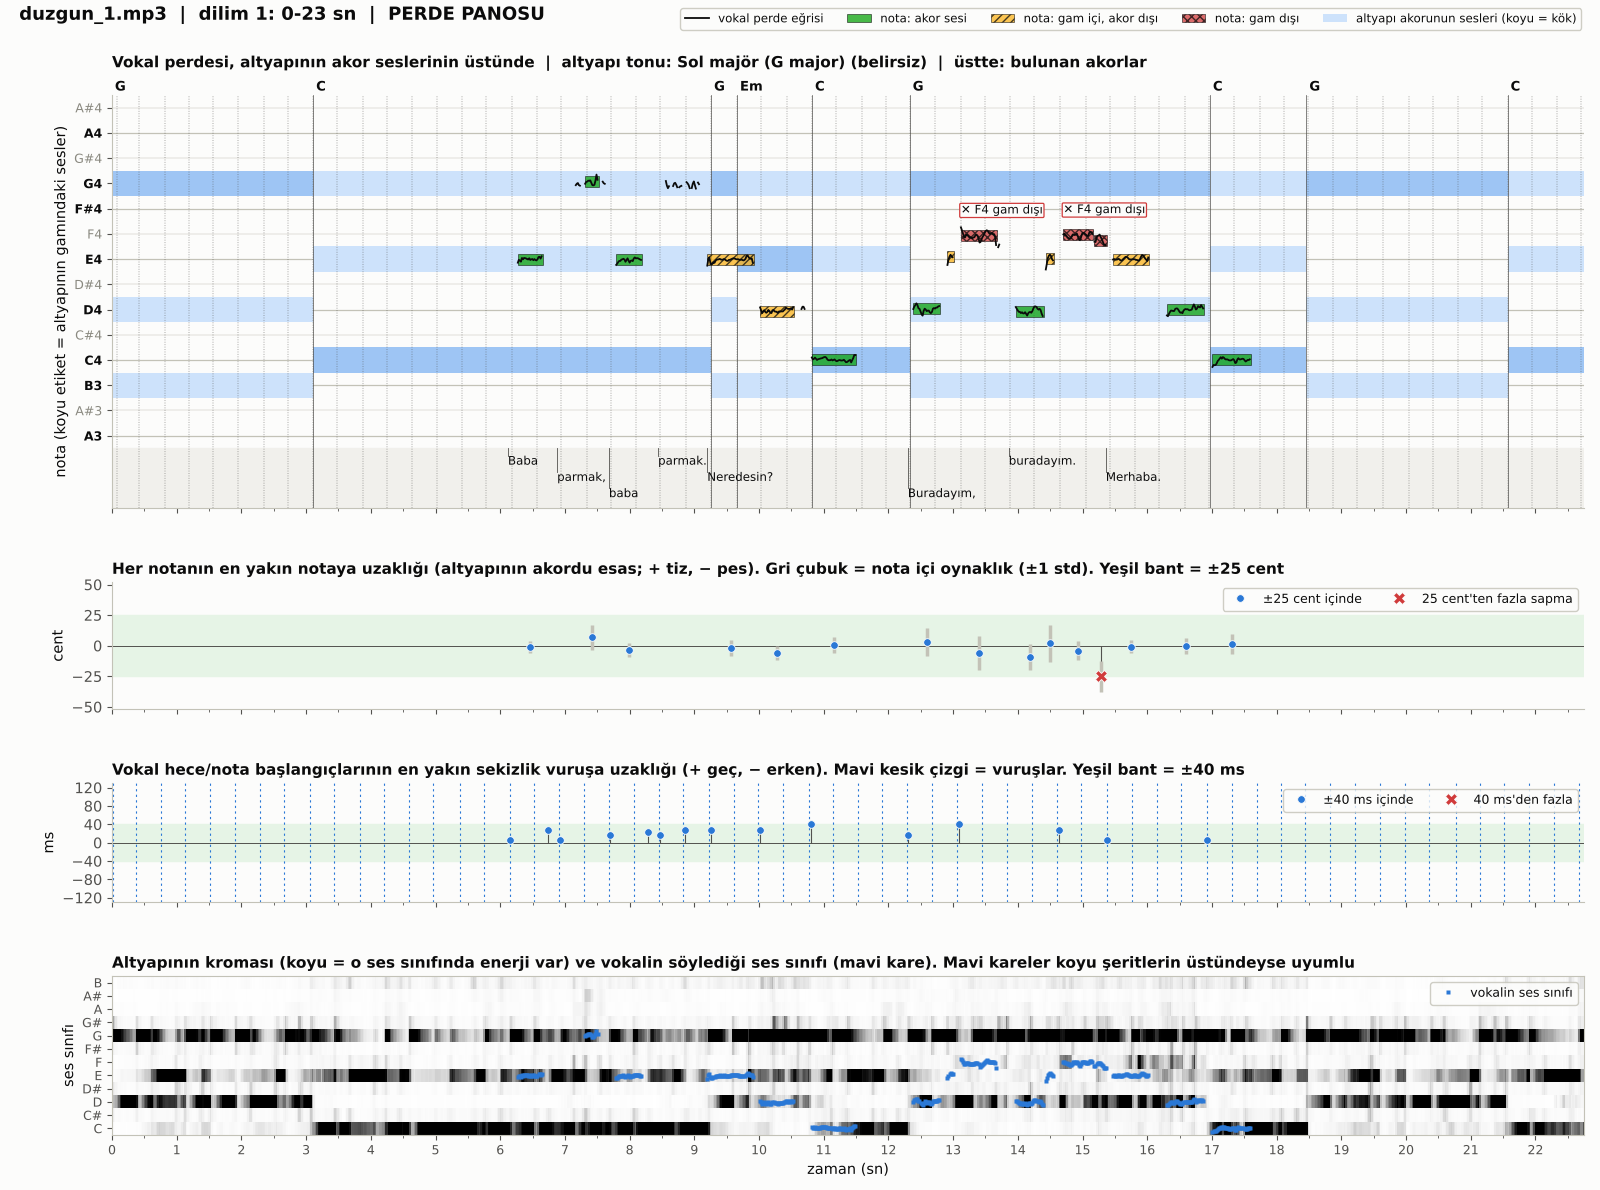 duzgun_1.mp3 | dilim 1: 0-23 sn | PERDE PANOSU
vokal perde eğrisi
nota: akor sesi
nota: gam içi, akor dışı
nota: gam dışı
altyapı akorunun sesleri (koyu = kök)
Vokal perdesi, altyapının akor seslerinin üstünde | altyapı tonu: Sol majör (G major) (belirsiz) | üstte: bulunan akorlar
G C G Em C G C G C
nota (koyu etiket = altyapının gamındaki sesler)
A#4
A4
G#4
G4
F#4
F4
E4
D#4
D4
C#4
C4
B3
A#3
A3
× F4 gam dışı
× F4 gam dışı
Baba
parmak,
baba
parmak.
Neredesin?
Buradayım,
buradayım.
Merhaba.
Her notanın en yakın notaya uzaklığı (altyapının akordu esas; + tiz, − pes). Gri çubuk = nota içi oynaklık (±1 std). Yeşil bant = ±25 cent
±25 cent içinde
25 cent'ten fazla sapma
cent
50
25
0
−25
−50
Vokal hece/nota başlangıçlarının en yakın sekizlik vuruşa uzaklığı (+ geç, − erken). Mavi kesik çizgi = vuruşlar. Yeşil bant = ±40 ms
±40 ms içinde
40 ms'den fazla
ms
120
80
40
0
−40
−80
−120
Altyapının kroması (koyu = o ses sınıfında enerji var) ve vokalin söylediği ses sınıfı (mavi kare). Mavi kareler koyu şeritlerin üstündeyse uyumlu
vokalin ses sınıfı
ses sınıfı
B
A#
A
G#
G
F#
F
E
D#
D
C#
C
0 1 2 3 4 5 6 7 8 9 10 11 12 13 14 15 16 17 18 19 20 21 22
zaman (sn)